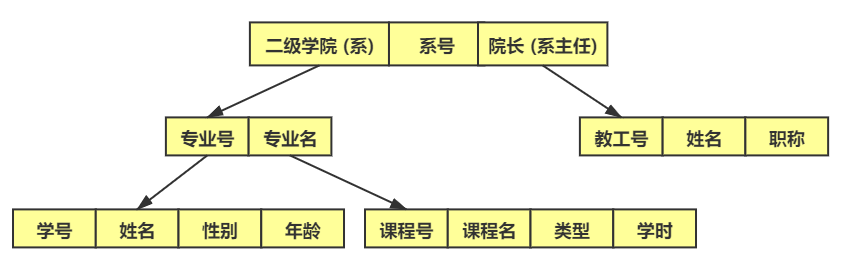 二级学院 (系) 系号 院长 (系主任)
专业号 专业名 教工号 姓名 职称
学号 姓名 性别 年龄 课程号 课程名 类型 学时